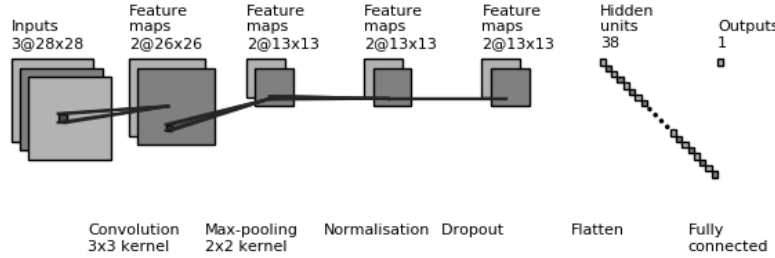 Inputs
3@28x28
Feature
maps
2@26x26
Feature
maps
2@13x13
Feature
maps
2@13x13
Feature
maps
2@13x13
Hidden
units
38
Outputs
1
Convolution
3x3 kernel
Max-pooling
2x2 kernel
Normalisation
Dropout
Flatten
Fully
connected